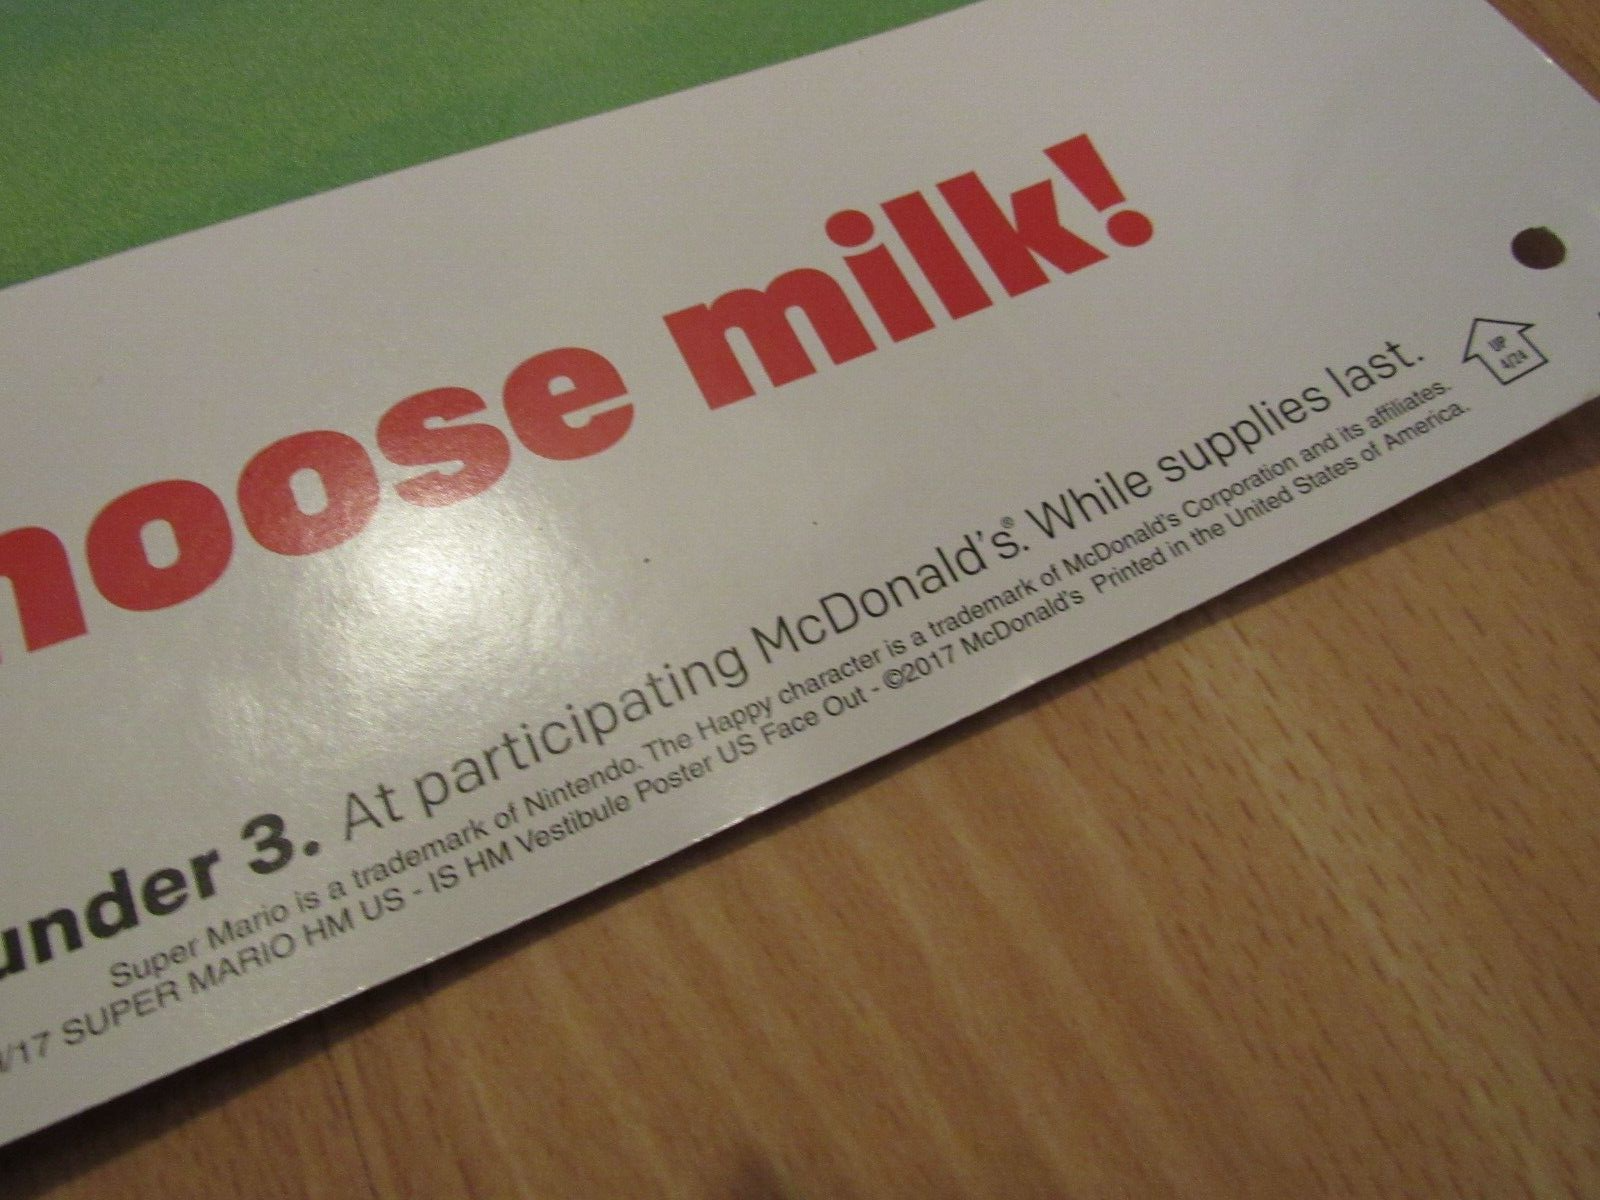 hoose milk!
under 3. At participating McDonald's®. While supplies last.
Super Mario is a trademark of Nintendo. The Happy character is a trademark of McDonald's Corporation and its affiliates.
/17 SUPER MARIO HM US - IS HM Vestibule Poster US Face Out - ©2017 McDonald's Printed in the United States of America.
UP
4/24